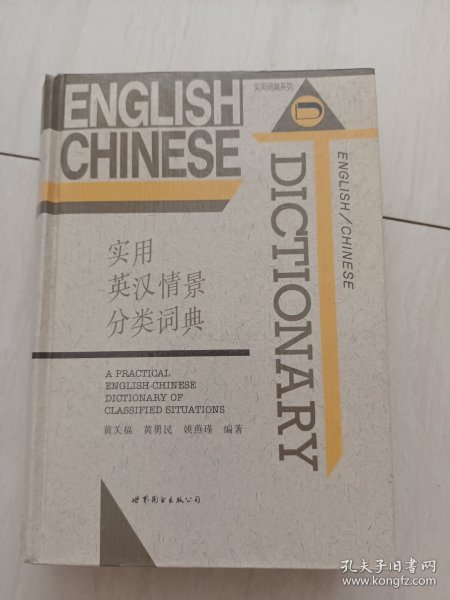 ENGLISH
CHINESE
实用词典系列
D
ENGLISH/CHINESE
DICTIONARY
实用
英汉情景
分类词典
A PRACTICAL
ENGLISH-CHINESE
DICTIONARY OF
CLASSIFIED SITUATIONS
黄关福 黄勇民 姚燕瑾 编著
世界图书出版公司
孔夫子旧书网
www.kongfz.com